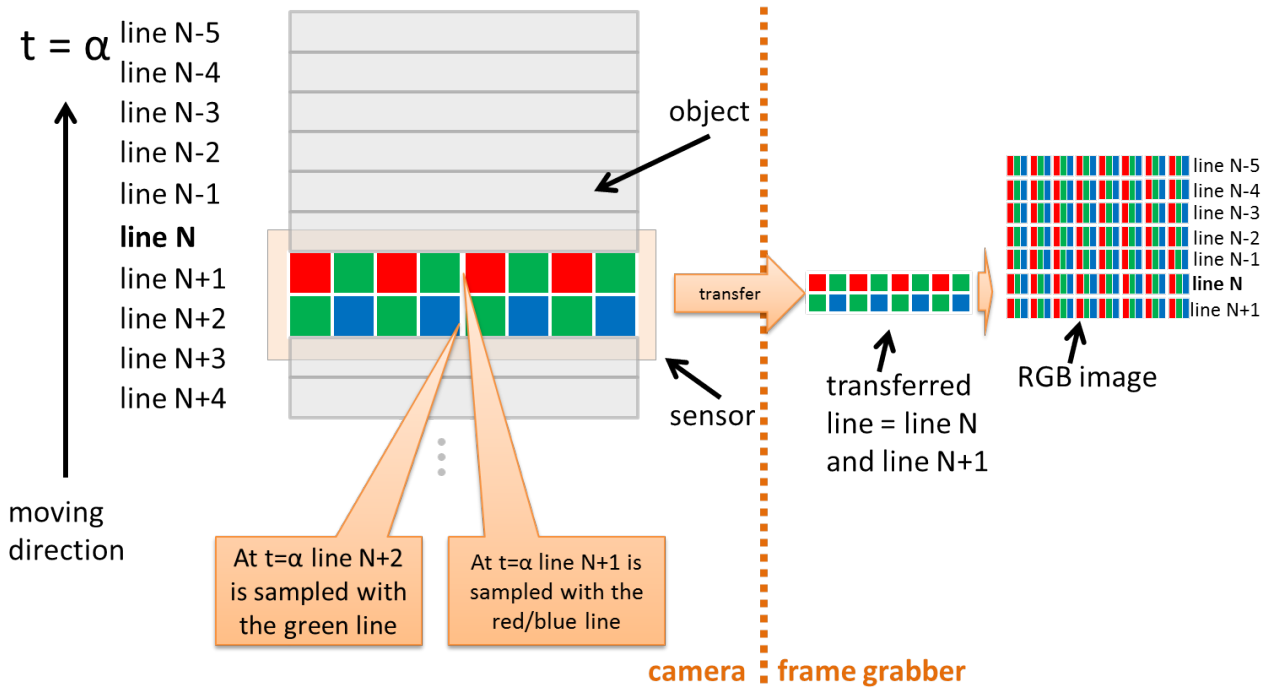 t = α
line N-5
line N-4
line N-3
line N-2
line N-1
line N
line N+1
line N+2
line N+3
line N+4
moving
direction
object
sensor
At t=α line N+2
is sampled with
the green line
At t=α line N+1 is
sampled with the
red/blue line
transfer
transferred
line = line N
and line N+1
line N-5
line N-4
line N-3
line N-2
line N-1
line N
line N+1
RGB image
camera
frame grabber